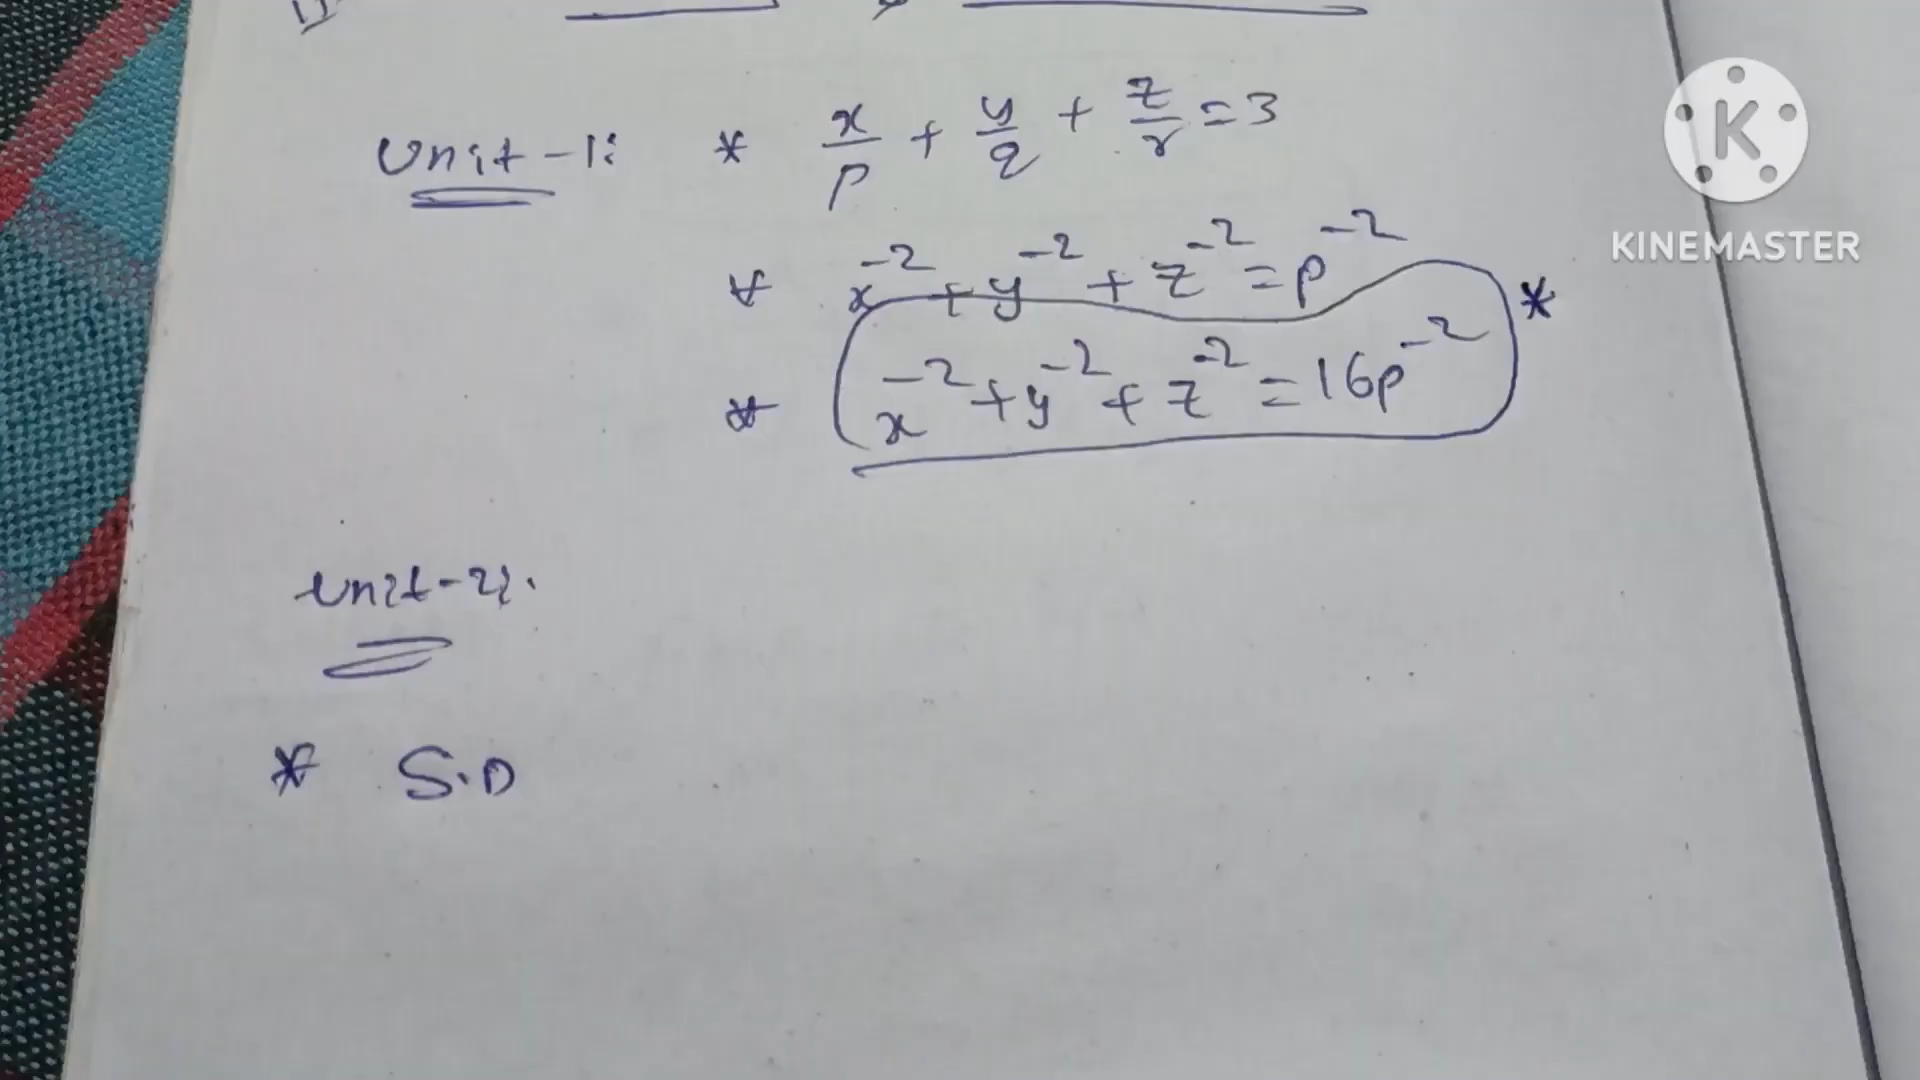 Unit-1: * x/p + y/q + z/r = 3
* x⁻² + y⁻² + z⁻² = p⁻²
* x⁻² + y⁻² + z⁻² = 16p⁻² *
Unit-2:
* S.D
K
KINEMASTER